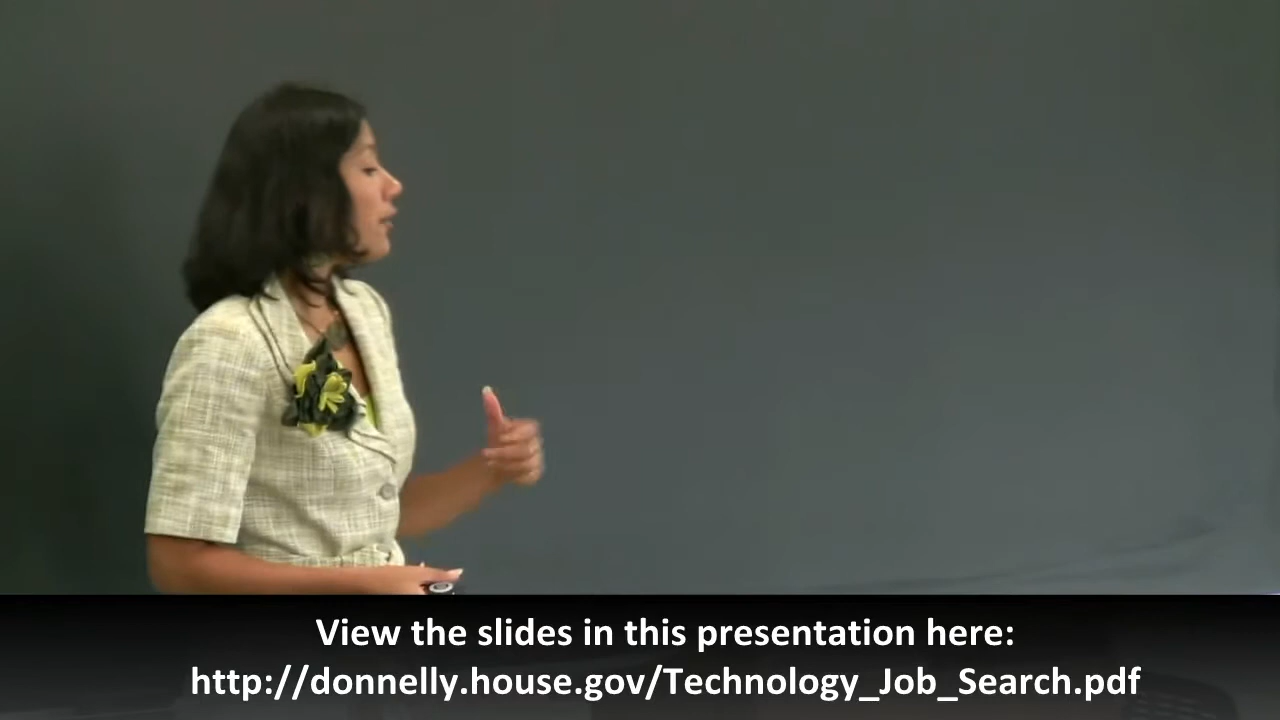 View the slides in this presentation here:
http://donnelly.house.gov/Technology_Job_Search.pdf